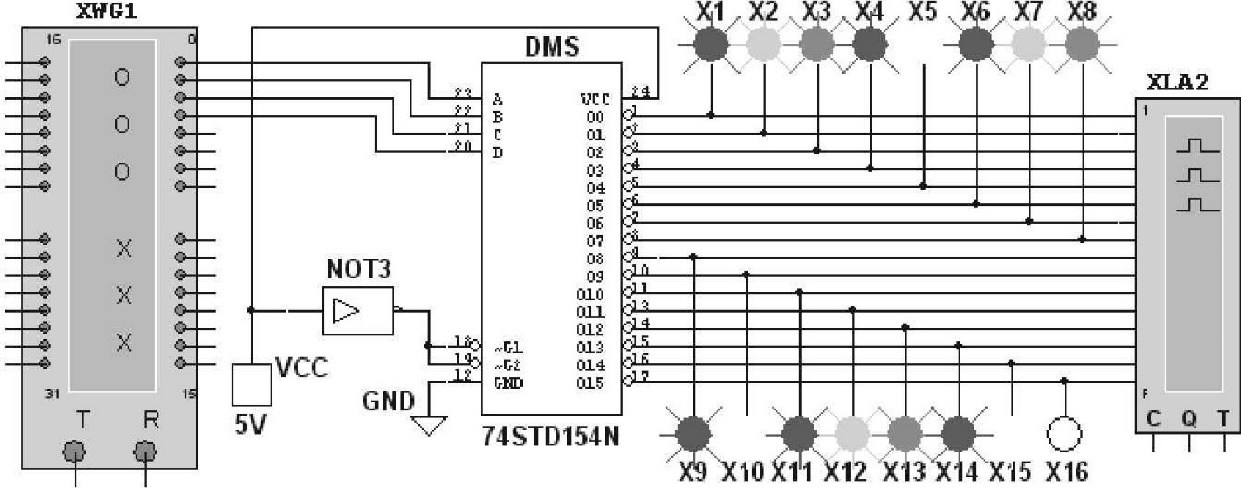 XWG1
16 0
O
O
O
X
X
X
31 15
T R
VCC
5V
NOT3
GND
DMS
23 A
22 B
21 C
20 D
18 ~G1
19 ~G2
12 GND
VCC 24
O0 1
O1 2
O2 3
O3 4
O4 5
O5 6
O6 7
O7 8
O8 9
O9 10
O10 11
O11 13
O12 14
O13 15
O14 16
O15 17
74STD154N
X1 X2 X3 X4 X5 X6 X7 X8
X9 X10 X11 X12 X13 X14 X15 X16
XLA2
1
F
C Q T